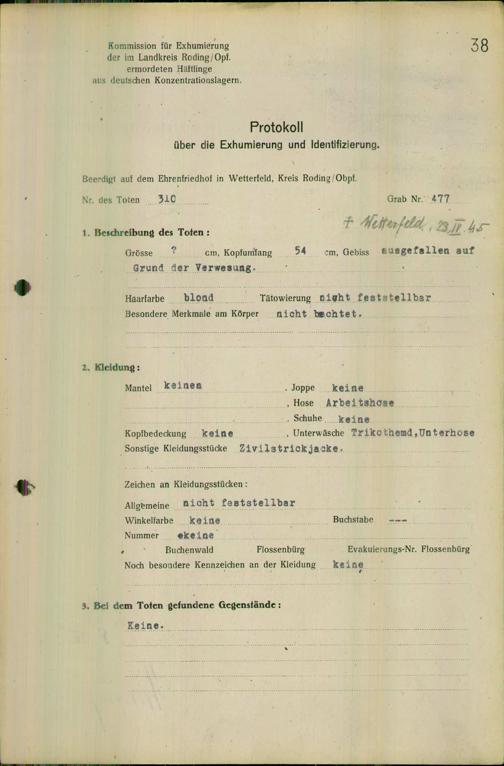 38
Kommission für Exhumierung
der im Landkreis Roding/Opf.
ermordeten Häftlinge
aus deutschen Konzentrationslagern.
Protokoll
über die Exhumierung und Identifizierung.
Beerdigt auf dem Ehrenfriedhof in Wetterfeld, Kreis Roding/Obpf.
Nr. des Toten 310 Grab Nr. 477
+ Wetterfeld, 23.IV.45
1. Beschreibung des Toten:
Grösse ? cm, Kopfumfang 54 cm, Gebiss ausgefallen auf
Grund der Verwesung.
Haarfarbe blond Tätowierung nicht feststellbar
Besondere Merkmale am Körper nicht bachtet.
2. Kleidung:
Mantel keinen , Joppe keine
, Hose Arbeitshose
, Schuhe keine
Kopfbedeckung keine , Unterwäsche Trikothemd,Unterhose
Sonstige Kleidungsstücke Zivilstrickjacke.
Zeichen an Kleidungsstücken:
Allgemeine nicht feststellbar
Winkelfarbe keine Buchstabe ---
Nummer ekeine
Buchenwald Flossenbürg Evakuierungs-Nr. Flossenbürg
Noch besondere Kennzeichen an der Kleidung keine
3. Bei dem Toten gefundene Gegenstände:
Keine.